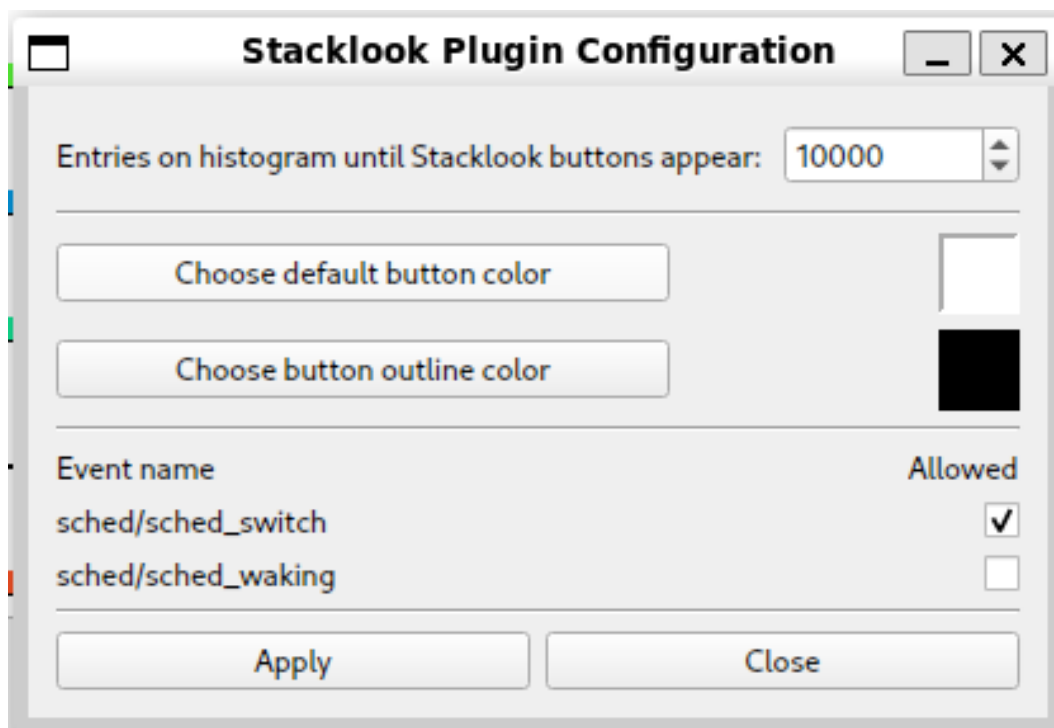 Stacklook Plugin Configuration
Entries on histogram until Stacklook buttons appear: 10000
Choose default button color
Choose button outline color
Event name Allowed
sched/sched_switch
sched/sched_waking
Apply Close